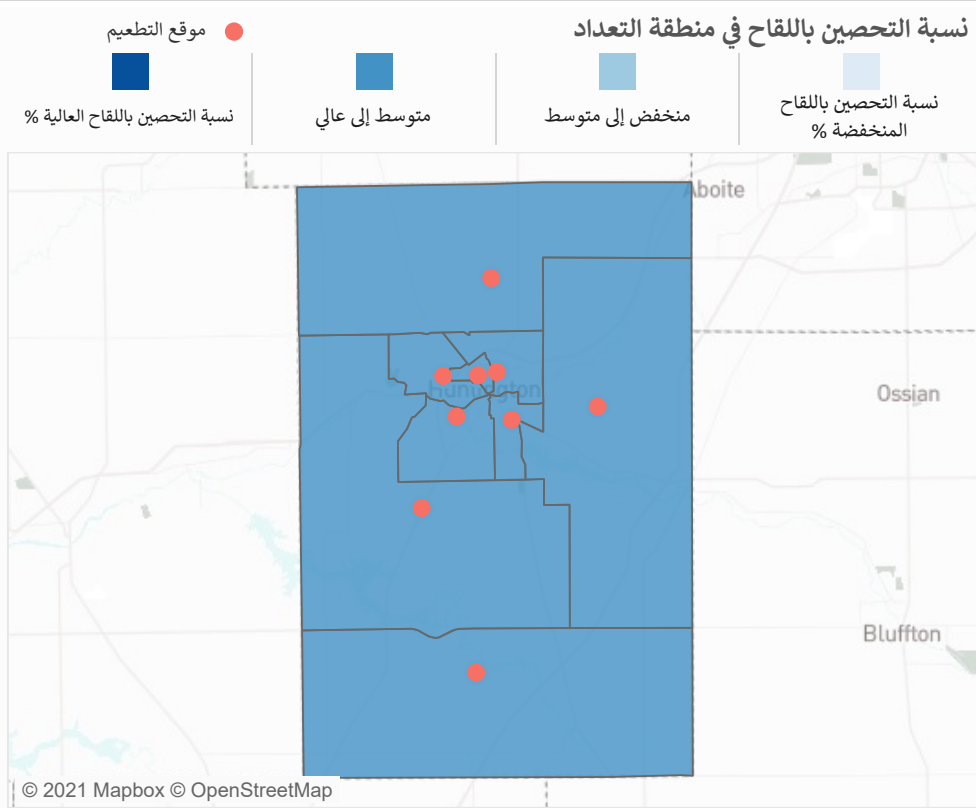 نسبة التحصين باللقاح في منطقة التعداد
موقع التطعيم
نسبة التحصين باللقاح
المنخفضة %
منخفض إلى متوسط
متوسط إلى عالي
نسبة التحصين باللقاح العالية %
Aboite
Huntington
Ossian
Bluffton
© 2021 Mapbox © OpenStreetMap